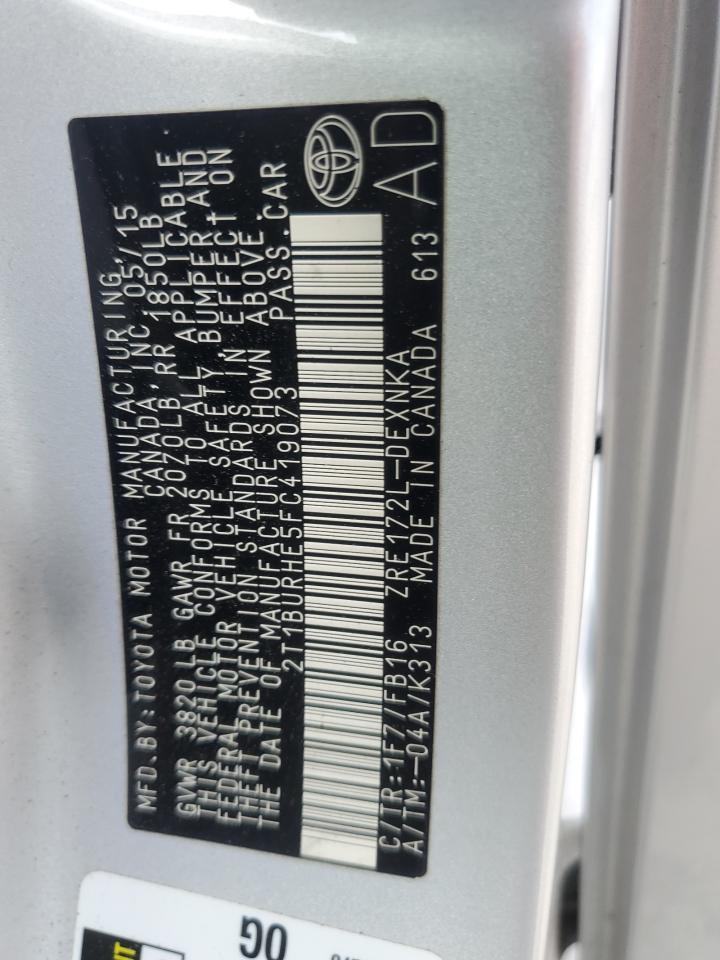 MFD.BY:TOYOTA MOTOR MANUFACTURING,
CANADA,INC.05/15
GVWR 3820 LB GAWR FR 2070LB,RR 1850LB
THIS VEHICLE CONFORMS TO ALL APPLICABLE
FEDERAL MOTOR VEHICLE SAFETY,BUMPER,AND
THEFT PREVENTION STANDARDS IN EFFECT ON
THE DATE OF MANUFACTURE SHOWN ABOVE.
2T1BURHE5FC419073 PASS.CAR
C/TR:1F7/FB16 ZRE172L-DEXNKA
A/TM:-04A/K313 MADE IN CANADA 613
AD
OG